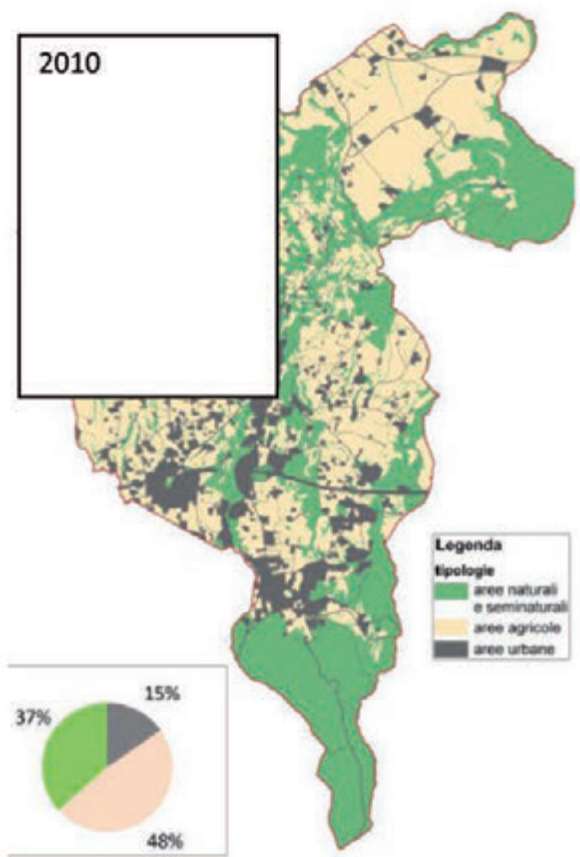 2010
Legenda
tipologie
aree naturali
e seminaturali
aree agricole
aree urbane
15%
37%
48%